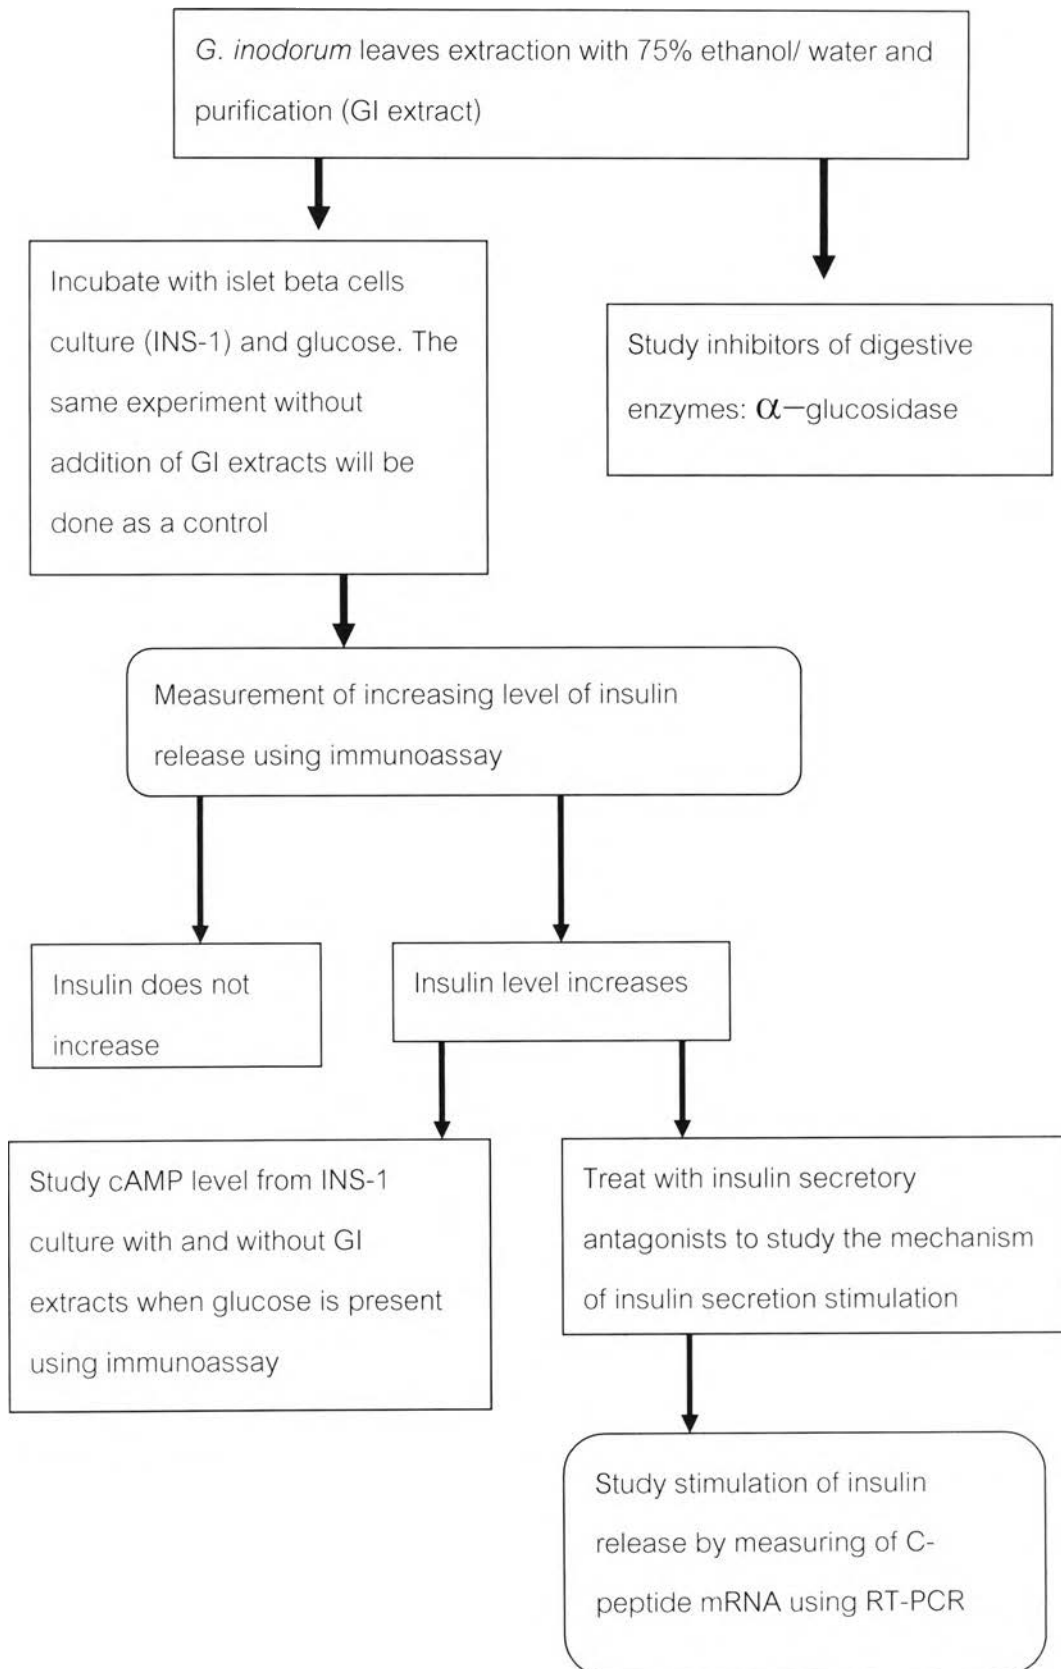 G. inodorum leaves extraction with 75% ethanol/ water and
purification (GI extract)
Incubate with islet beta cells
culture (INS-1) and glucose. The
same experiment without
addition of GI extracts will be
done as a control
Study inhibitors of digestive
enzymes: α–glucosidase
Measurement of increasing level of insulin
release using immunoassay
Insulin does not
increase
Insulin level increases
Study cAMP level from INS-1
culture with and without GI
extracts when glucose is present
using immunoassay
Treat with insulin secretory
antagonists to study the mechanism
of insulin secretion stimulation
Study stimulation of insulin
release by measuring of C-
peptide mRNA using RT-PCR